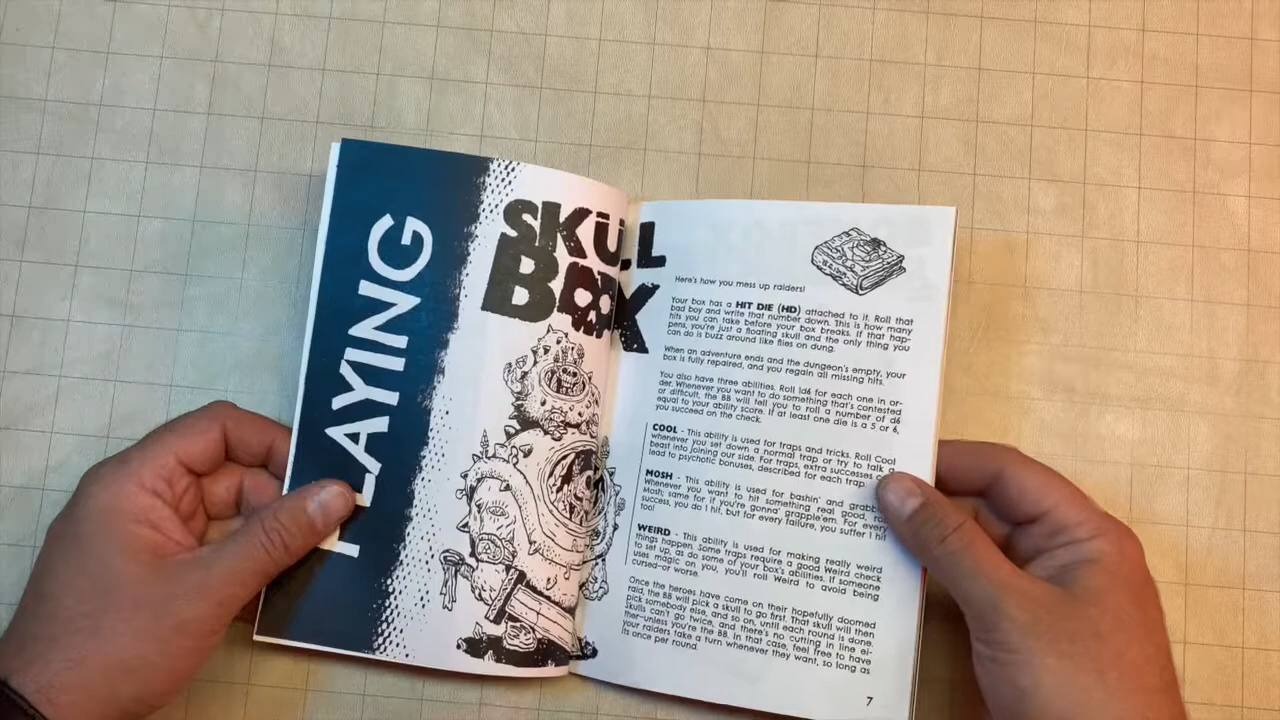 PLAYING
SKÜLL
BOX
Here's how you mess up raiders!
Your box has a HIT DIE (HD) attached to it. Roll that
bad boy and write that number down. This is how many
hits you can take before your box breaks. If that hap-
pens, you're just a floating skull and the only thing you
can do is buzz around like flies on dung.
When an adventure ends and the dungeon's empty, your
box is fully repaired, and you regain all missing hits.
You also have three abilities. Roll 1d6 for each one in or-
der. Whenever you want to do something that's contested
or difficult, the BB will tell you to roll a number of d6
equal to your ability score. If at least one die is a 5 or 6,
you succeed on the check.
COOL - This ability is used for traps and tricks. Roll Cool
whenever you set down a normal trap or try to talk a
beast into joining our side. For traps, extra successes
lead to psychotic bonuses, described for each trap.
MOSH - This ability is used for bashin' and
Whenever you want to hit something real good,
Mosh; same for if you're gonna' grapple'em. For every
success, you do 1 hit, but for every failure, you suffer 1 hit
too!
WEIRD - This ability is used for making really weird
things happen. Some traps require a good Weird check
to set up, as do some of your box's abilities. If someone
uses magic on you, you'll roll Weird to avoid being
cursed-or worse.
Once the heroes have come on their hopefully doomed
raid, the BB will pick a skull to go first. That skull will then
pick somebody else, and so on, until each round is done.
Skulls can't go twice, and there's no cutting in line ei-
ther-unless you're the BB. In that case, feel free to have
your raiders take a turn whenever they want, so long as
its once per round.
7